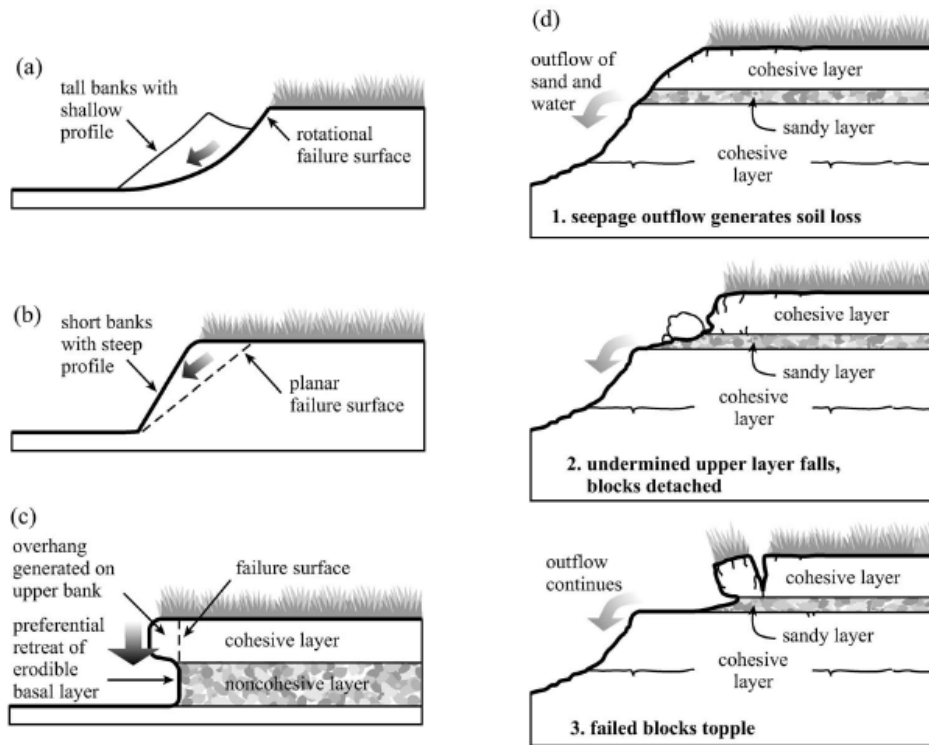 (a)
tall banks with
shallow
profile
rotational
failure surface
(b)
short banks
with steep
profile
planar
failure surface
(c)
overhang
generated on
upper bank
failure surface
preferential
retreat of
erodible
basal layer
cohesive layer
noncohesive layer
(d)
outflow of
sand and
water
cohesive layer
sandy layer
cohesive
layer
1. seepage outflow generates soil loss
cohesive layer
sandy layer
cohesive
layer
2. undermined upper layer falls,
blocks detached
outflow
continues
cohesive layer
sandy layer
cohesive
layer
3. failed blocks topple